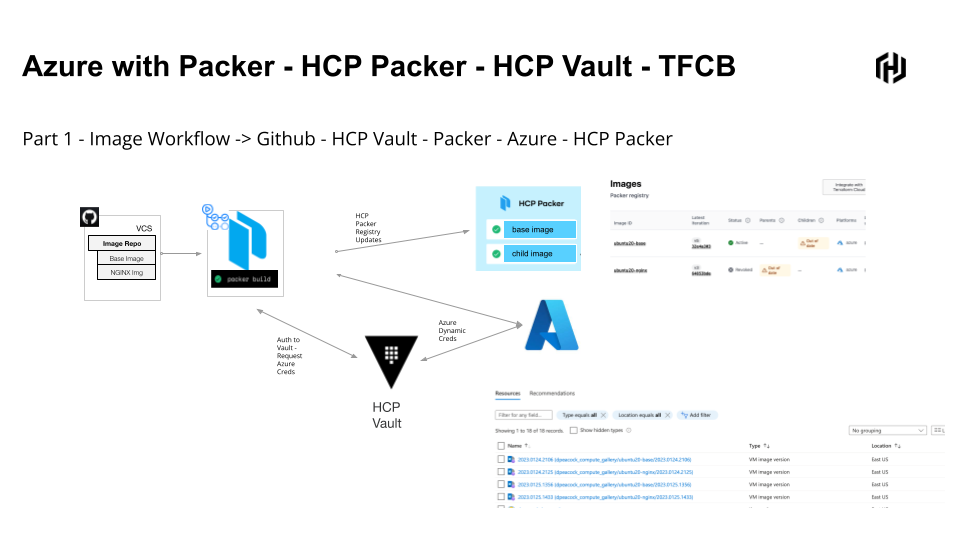 Azure with Packer - HCP Packer - HCP Vault - TFCB
Part 1 - Image Workflow -> Github - HCP Vault - Packer - Azure - HCP Packer
VCS
Image Repo
Base Image
NGINX Img
packer build
HCP
Packer
Registry
Updates
HCP Packer
base image
child image
Images
Packer registry
Integrate with
Terraform Cloud
Image ID
Latest
iteration
Status
Parents
Children
Platforms
ubuntu20-base
Active
--
Out of
date
azure
ubuntu20-nginx
Revoked
Out of
date
--
azure
Auth to
Vault -
Request
Azure
Creds
Azure
Dynamic
Creds
HCP
Vault
Resources Recommendations
Filter for any field...
Type equals all
Location equals all
Add filter
Showing 1 to 18 of 18 records.
Show hidden types
No grouping
Name
Type
Location
2023.0124.2106 (dpeacock_compute_gallery/ubuntu20-base/2023.0124.2106)
VM image version
East US
2023.0124.2125 (dpeacock_compute_gallery/ubuntu20-nginx/2023.0124.2125)
VM image version
East US
2023.0125.1356 (dpeacock_compute_gallery/ubuntu20-base/2023.0125.1356)
VM image version
East US
2023.0125.1403 (dpeacock_compute_gallery/ubuntu20-nginx/2023.0125.1403)
VM image version
East US